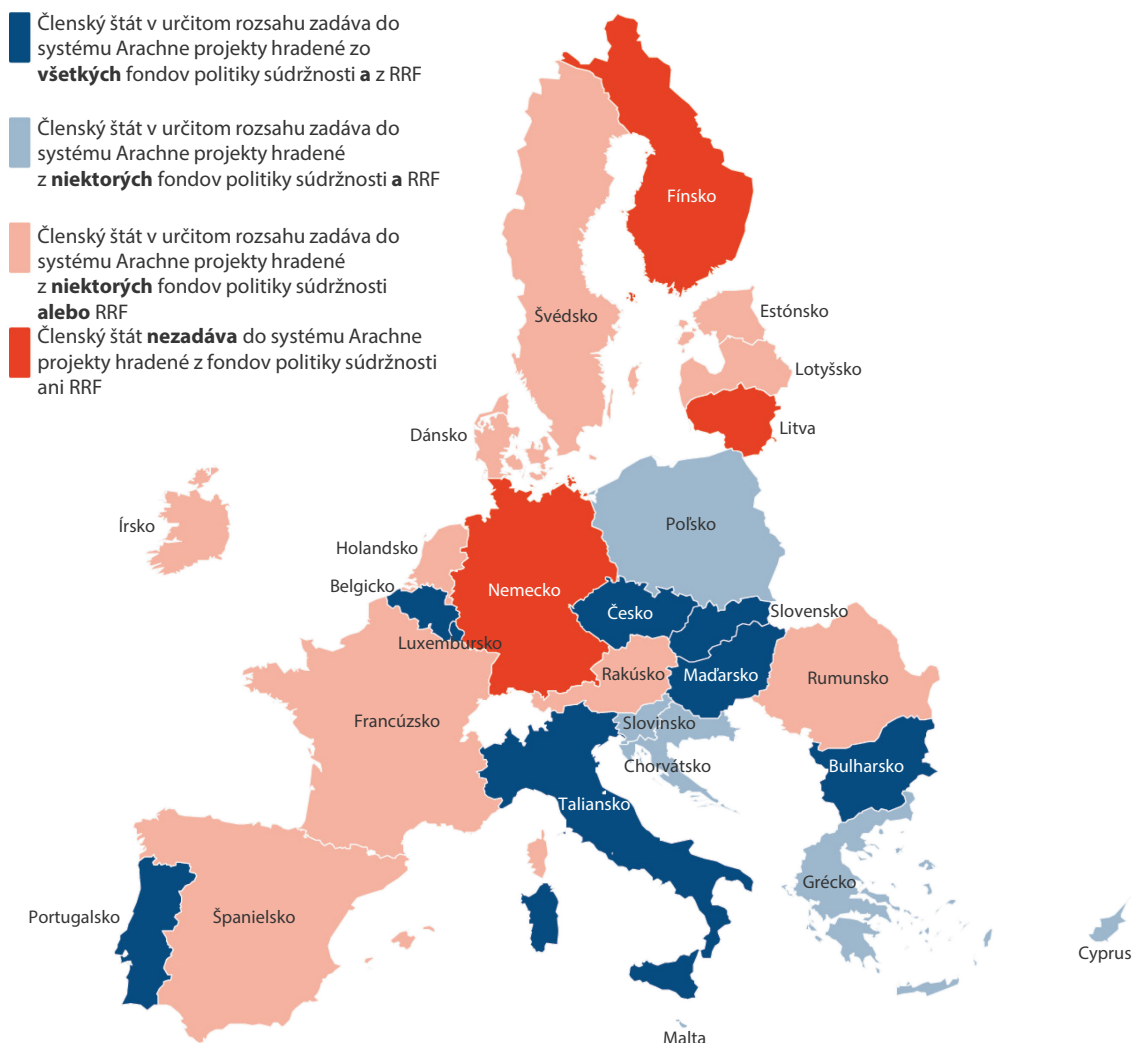 Členský štát v určitom rozsahu zadáva do
systému Arachne projekty hradené zo
všetkých fondov politiky súdržnosti a z RRF
Členský štát v určitom rozsahu zadáva do
systému Arachne projekty hradené
z niektorých fondov politiky súdržnosti a RRF
Členský štát v určitom rozsahu zadáva do
systému Arachne projekty hradené
z niektorých fondov politiky súdržnosti
alebo RRF
Členský štát nezadáva do systému Arachne
projekty hradené z fondov politiky súdržnosti
ani RRF
Fínsko
Švédsko
Estónsko
Lotyšsko
Litva
Dánsko
Írsko
Holandsko
Poľsko
Belgicko
Nemecko
Česko
Slovensko
Luxembursko
Rakúsko
Maďarsko
Rumunsko
Francúzsko
Slovinsko
Chorvátsko
Bulharsko
Taliansko
Grécko
Portugalsko
Španielsko
Cyprus
Malta